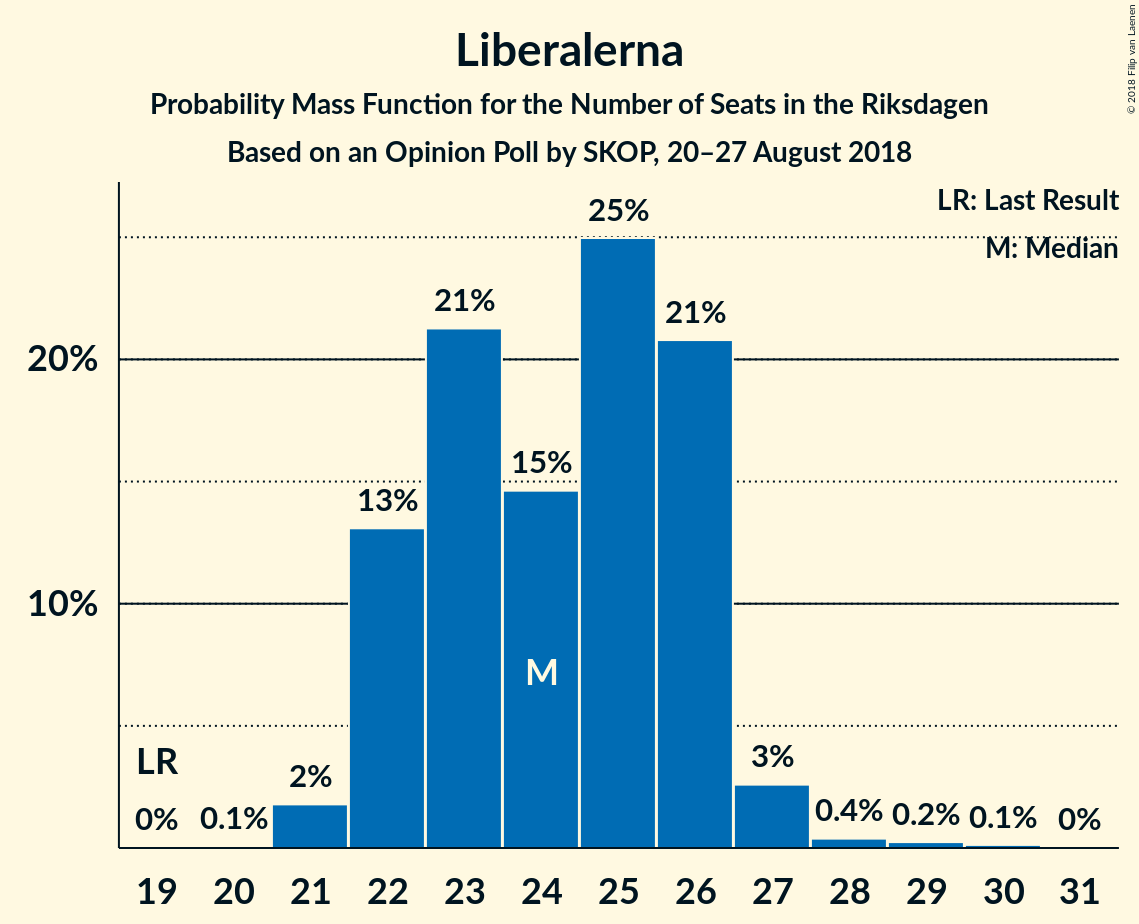 Liberalerna
Probability Mass Function for the Number of Seats in the Riksdagen
Based on an Opinion Poll by SKOP, 20–27 August 2018
© 2018 Filip van Laenen
LR: Last Result
M: Median
25%
21%
21%
20%
15%
13%
10%
M
LR
3%
2%
0%
0.1%
0.4%
0.2%
0.1%
0%
19 20 21 22 23 24 25 26 27 28 29 30 31